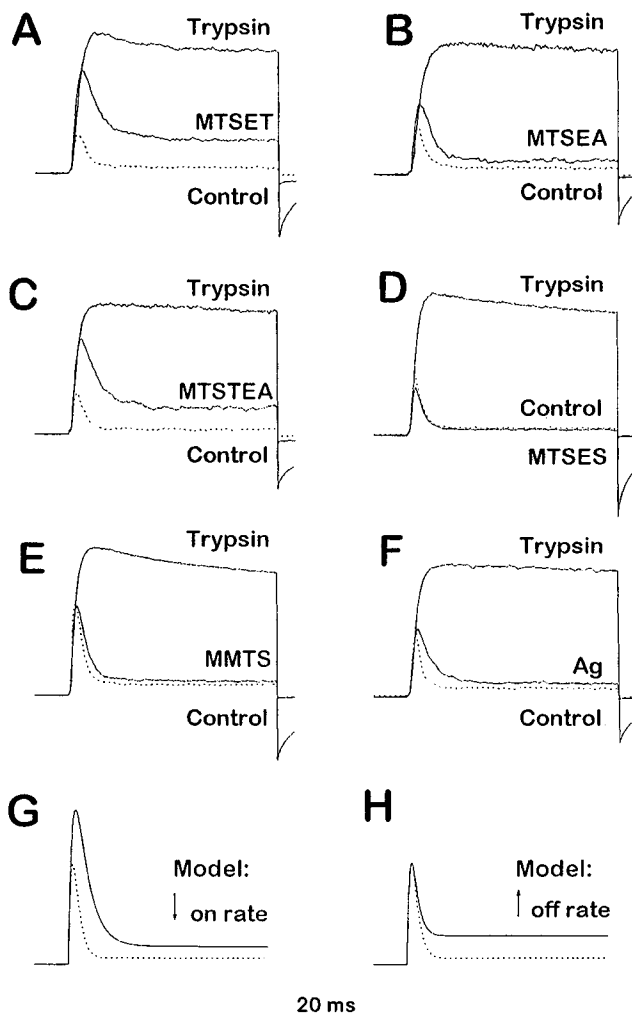 A
Trypsin
MTSET
Control
B
Trypsin
MTSEA
Control
C
Trypsin
MTSTEA
Control
D
Trypsin
Control
MTSES
E
Trypsin
MMTS
Control
F
Trypsin
Ag
Control
G
Model:
↓ on rate
H
Model:
↑ off rate
20 ms